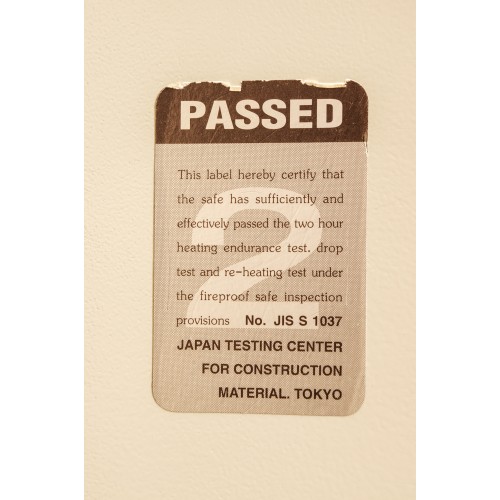 PASSED
2
This label hereby certify that
the safe has sufficiently and
effectively passed the two hour
heating endurance test. drop
test and re-heating test under
the fireproof safe inspection
provisions No. JIS S 1037
JAPAN TESTING CENTER
FOR CONSTRUCTION
MATERIAL. TOKYO